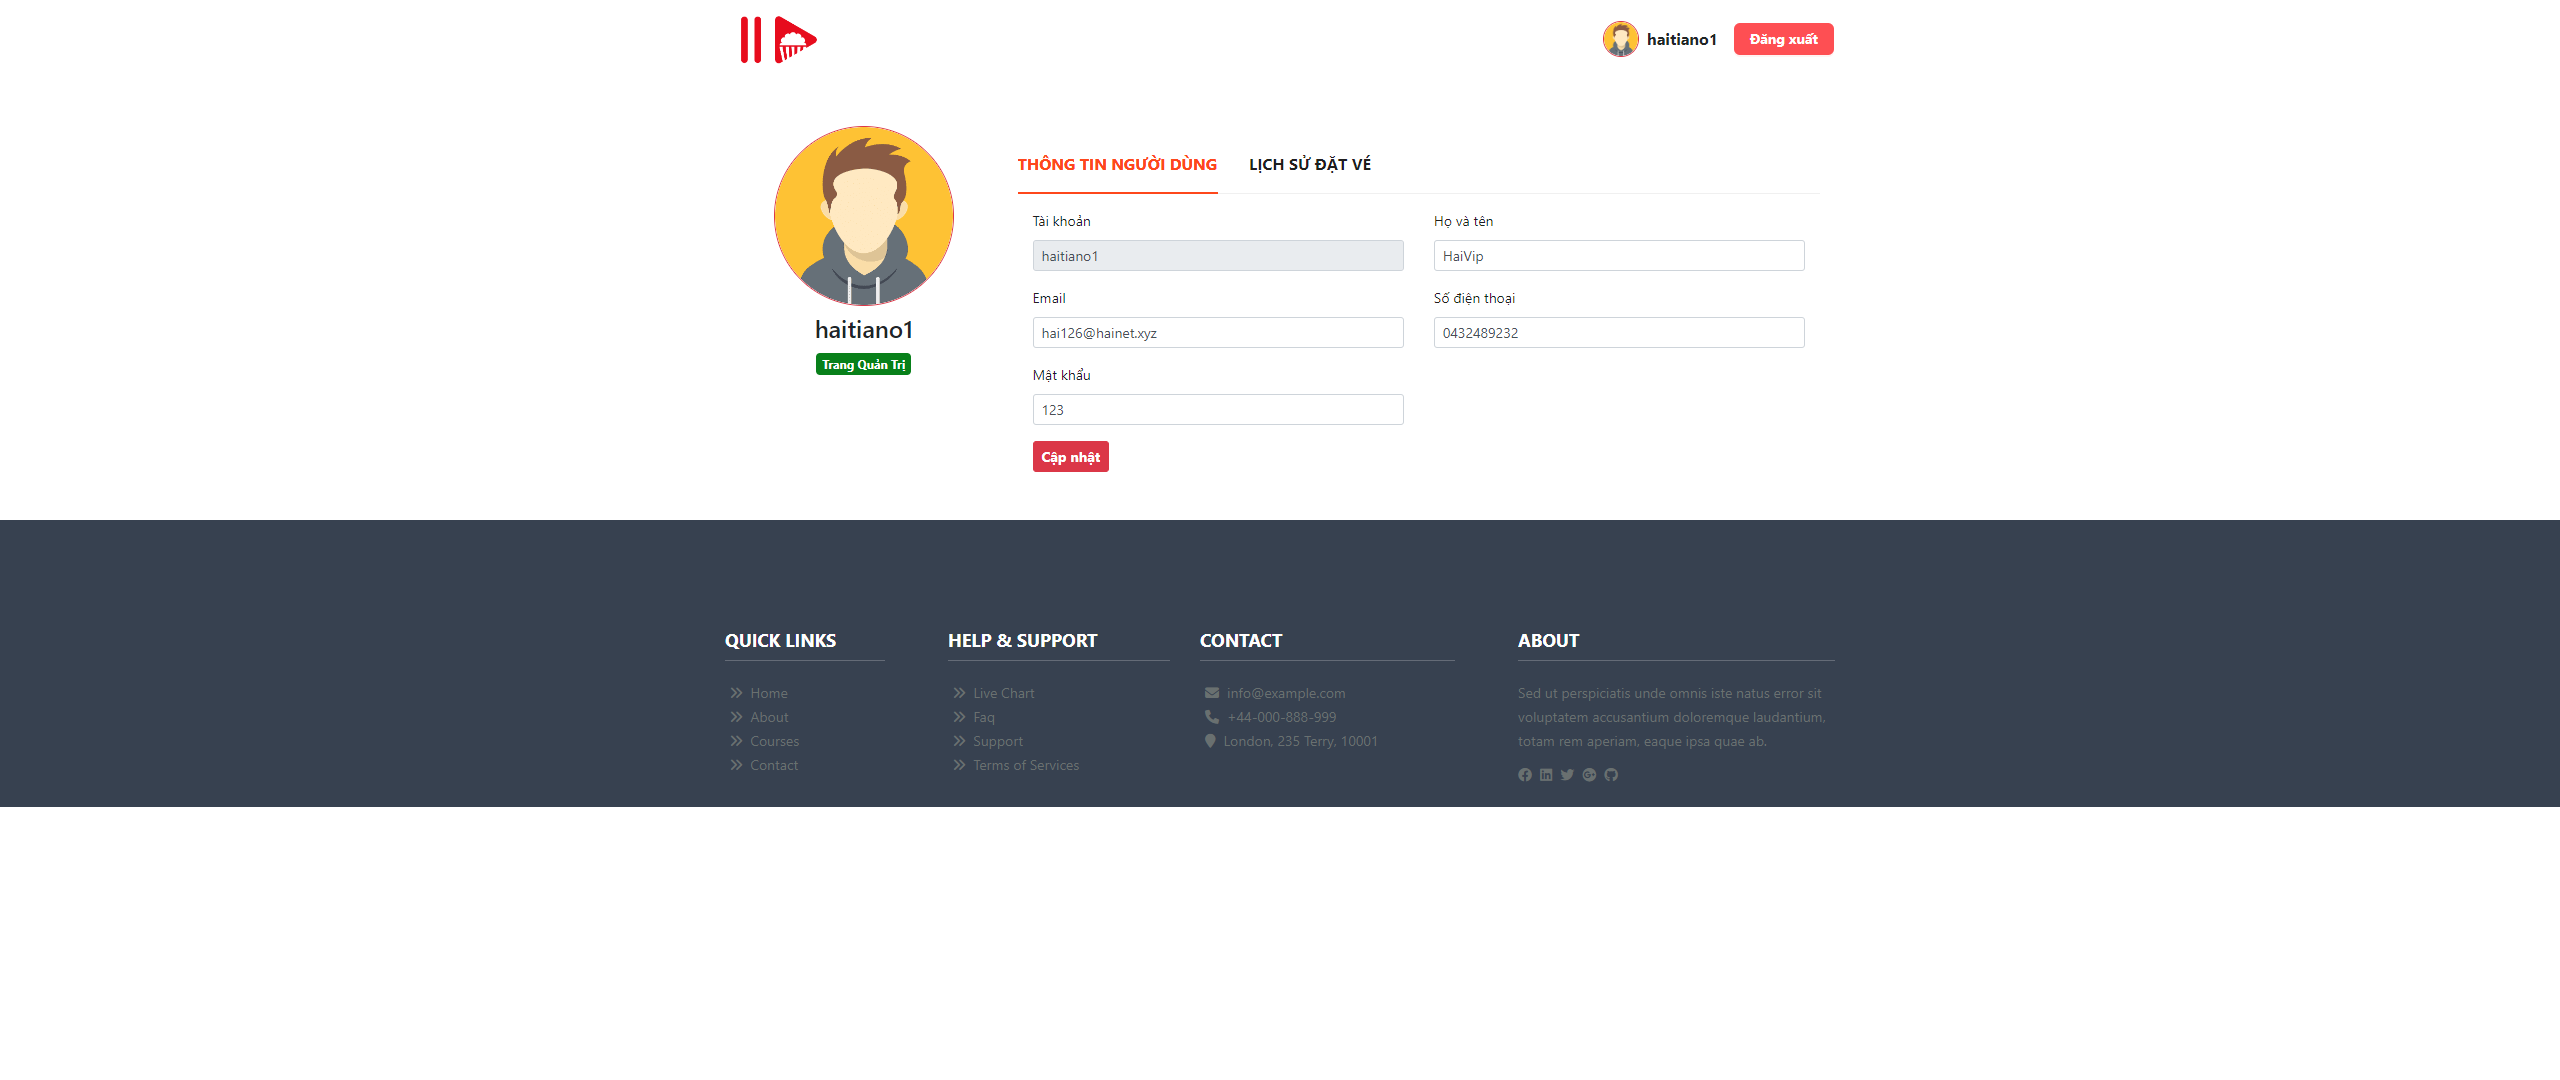 haitiano1
Đăng xuất
haitiano1
Trang Quản Trị
THÔNG TIN NGƯỜI DÙNG
LỊCH SỬ ĐẶT VÉ
Tài khoản
haitiano1
Họ và tên
HaiVip
Email
hai126@hainet.xyz
Số điện thoại
0432489232
Mật khẩu
123
Cập nhật
QUICK LINKS
Home
About
Courses
Contact
HELP & SUPPORT
Live Chart
Faq
Support
Terms of Services
CONTACT
info@example.com
+44-000-888-999
London, 235 Terry, 10001
ABOUT
Sed ut perspiciatis unde omnis iste natus error sit
voluptatem accusantium doloremque laudantium,
totam rem aperiam, eaque ipsa quae ab.